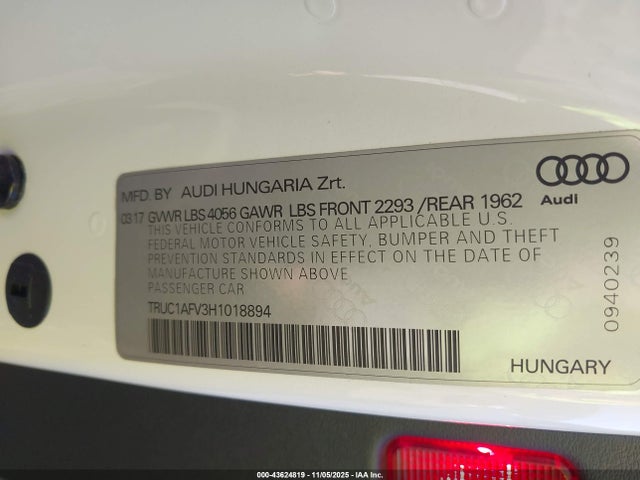 MFD. BY AUDI HUNGARIA Zrt.
03.17 GVWR LBS 4056 GAWR LBS FRONT 2293 /REAR 1962
THIS VEHICLE CONFORMS TO ALL APPLICABLE U.S.
FEDERAL MOTOR VEHICLE SAFETY, BUMPER AND THEFT
PREVENTION STANDARDS IN EFFECT ON THE DATE OF
MANUFACTURE SHOWN ABOVE
PASSENGER CAR
TRUC1AFV3H1018894
Audi
0940239
HUNGARY
000-43624819 - 11/05/2025 - IAA Inc.